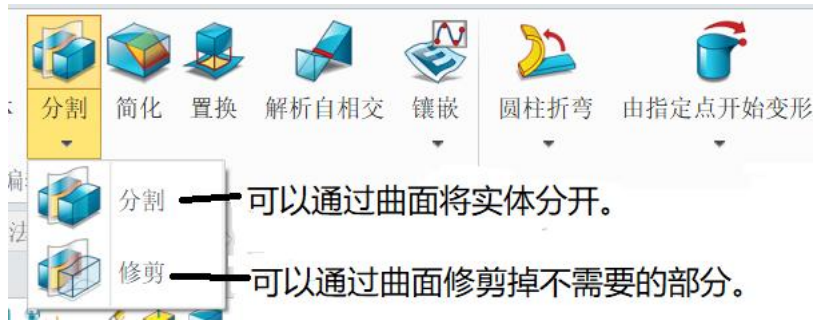 分割 简化 置换 解析自相交 镶嵌 圆柱折弯 由指定点开始变形
分割 可以通过曲面将实体分开。
修剪 可以通过曲面修剪掉不需要的部分。